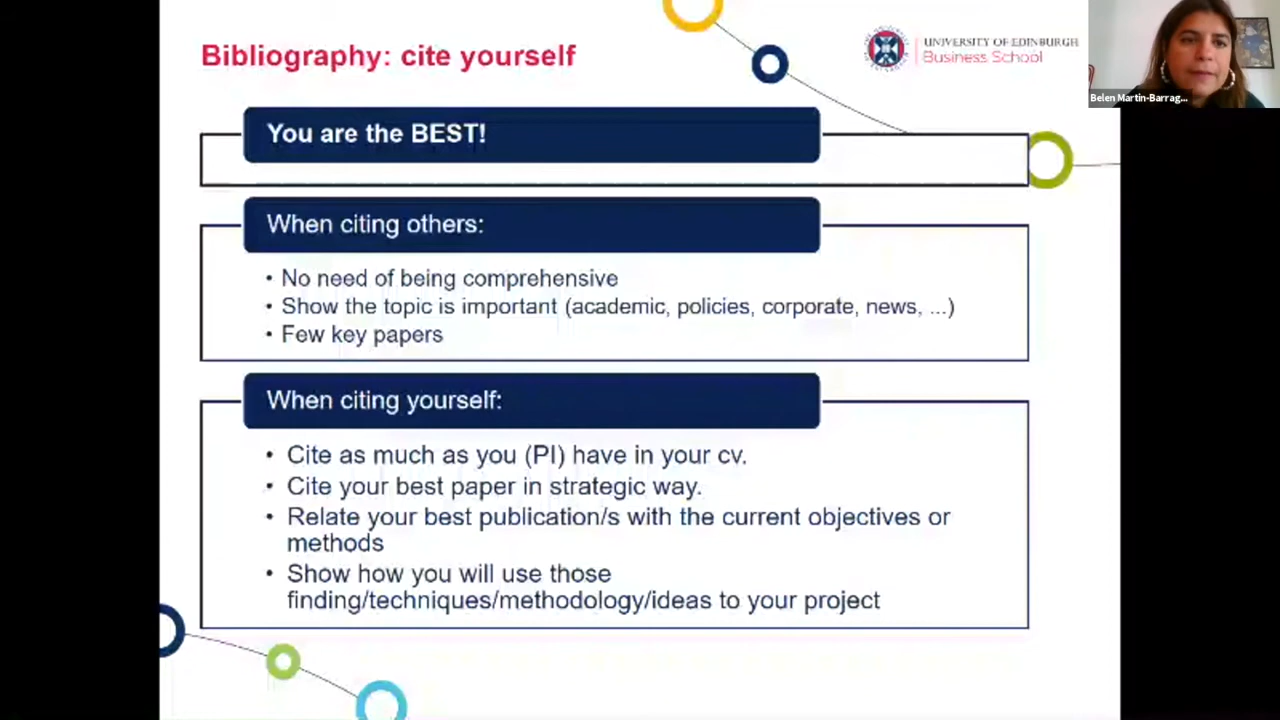 Bibliography: cite yourself
UNIVERSITY OF EDINBURGH
Business School
Belen Martin-Barrag...
You are the BEST!
When citing others:
• No need of being comprehensive
• Show the topic is important (academic, policies, corporate, news, ...)
• Few key papers
When citing yourself:
• Cite as much as you (PI) have in your cv.
• Cite your best paper in strategic way.
• Relate your best publication/s with the current objectives or
methods
• Show how you will use those
finding/techniques/methodology/ideas to your project